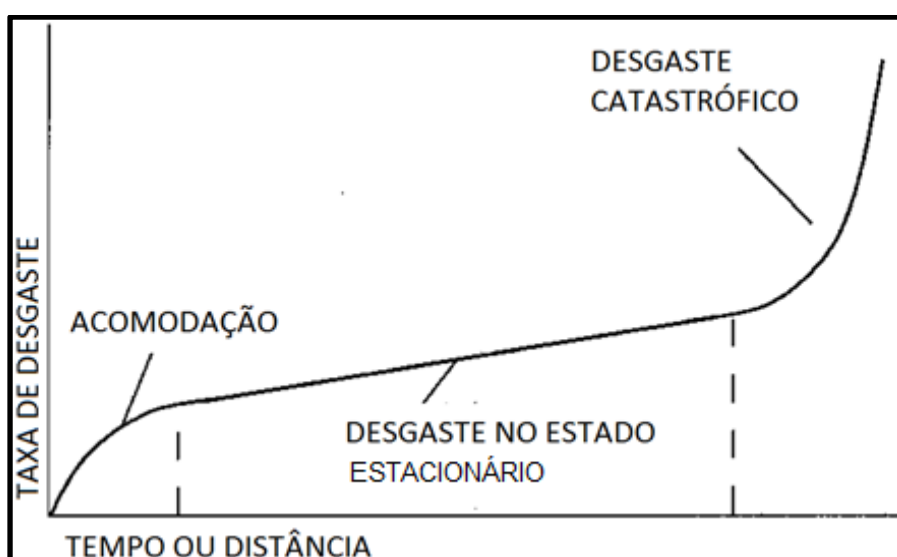 DESGASTE
CATASTRÓFICO
TAXA DE DESGASTE
ACOMODAÇÃO
DESGASTE NO ESTADO
ESTACIONÁRIO
TEMPO OU DISTÂNCIA